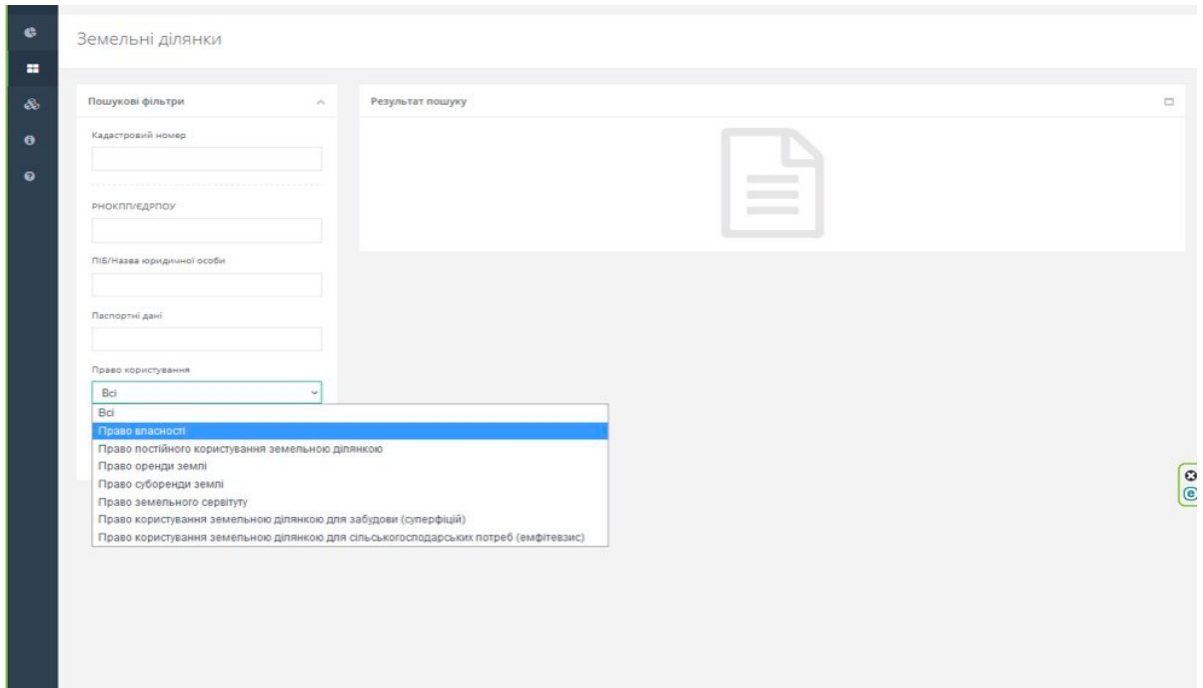 Земельні ділянки
Пошукові фільтри
Кадастровий номер
РНОКПП/ЄДРПОУ
ПІБ/Назва юридичної особи
Паспортні дані
Право користування
Всі
Всі
Право власності
Право постійного користування земельною ділянкою
Право оренди землі
Право суборенди землі
Право земельного сервітуту
Право користування земельною ділянкою для забудови (суперфіцій)
Право користування земельною ділянкою для сільськогосподарських потреб (емфітевзис)
Результат пошуку